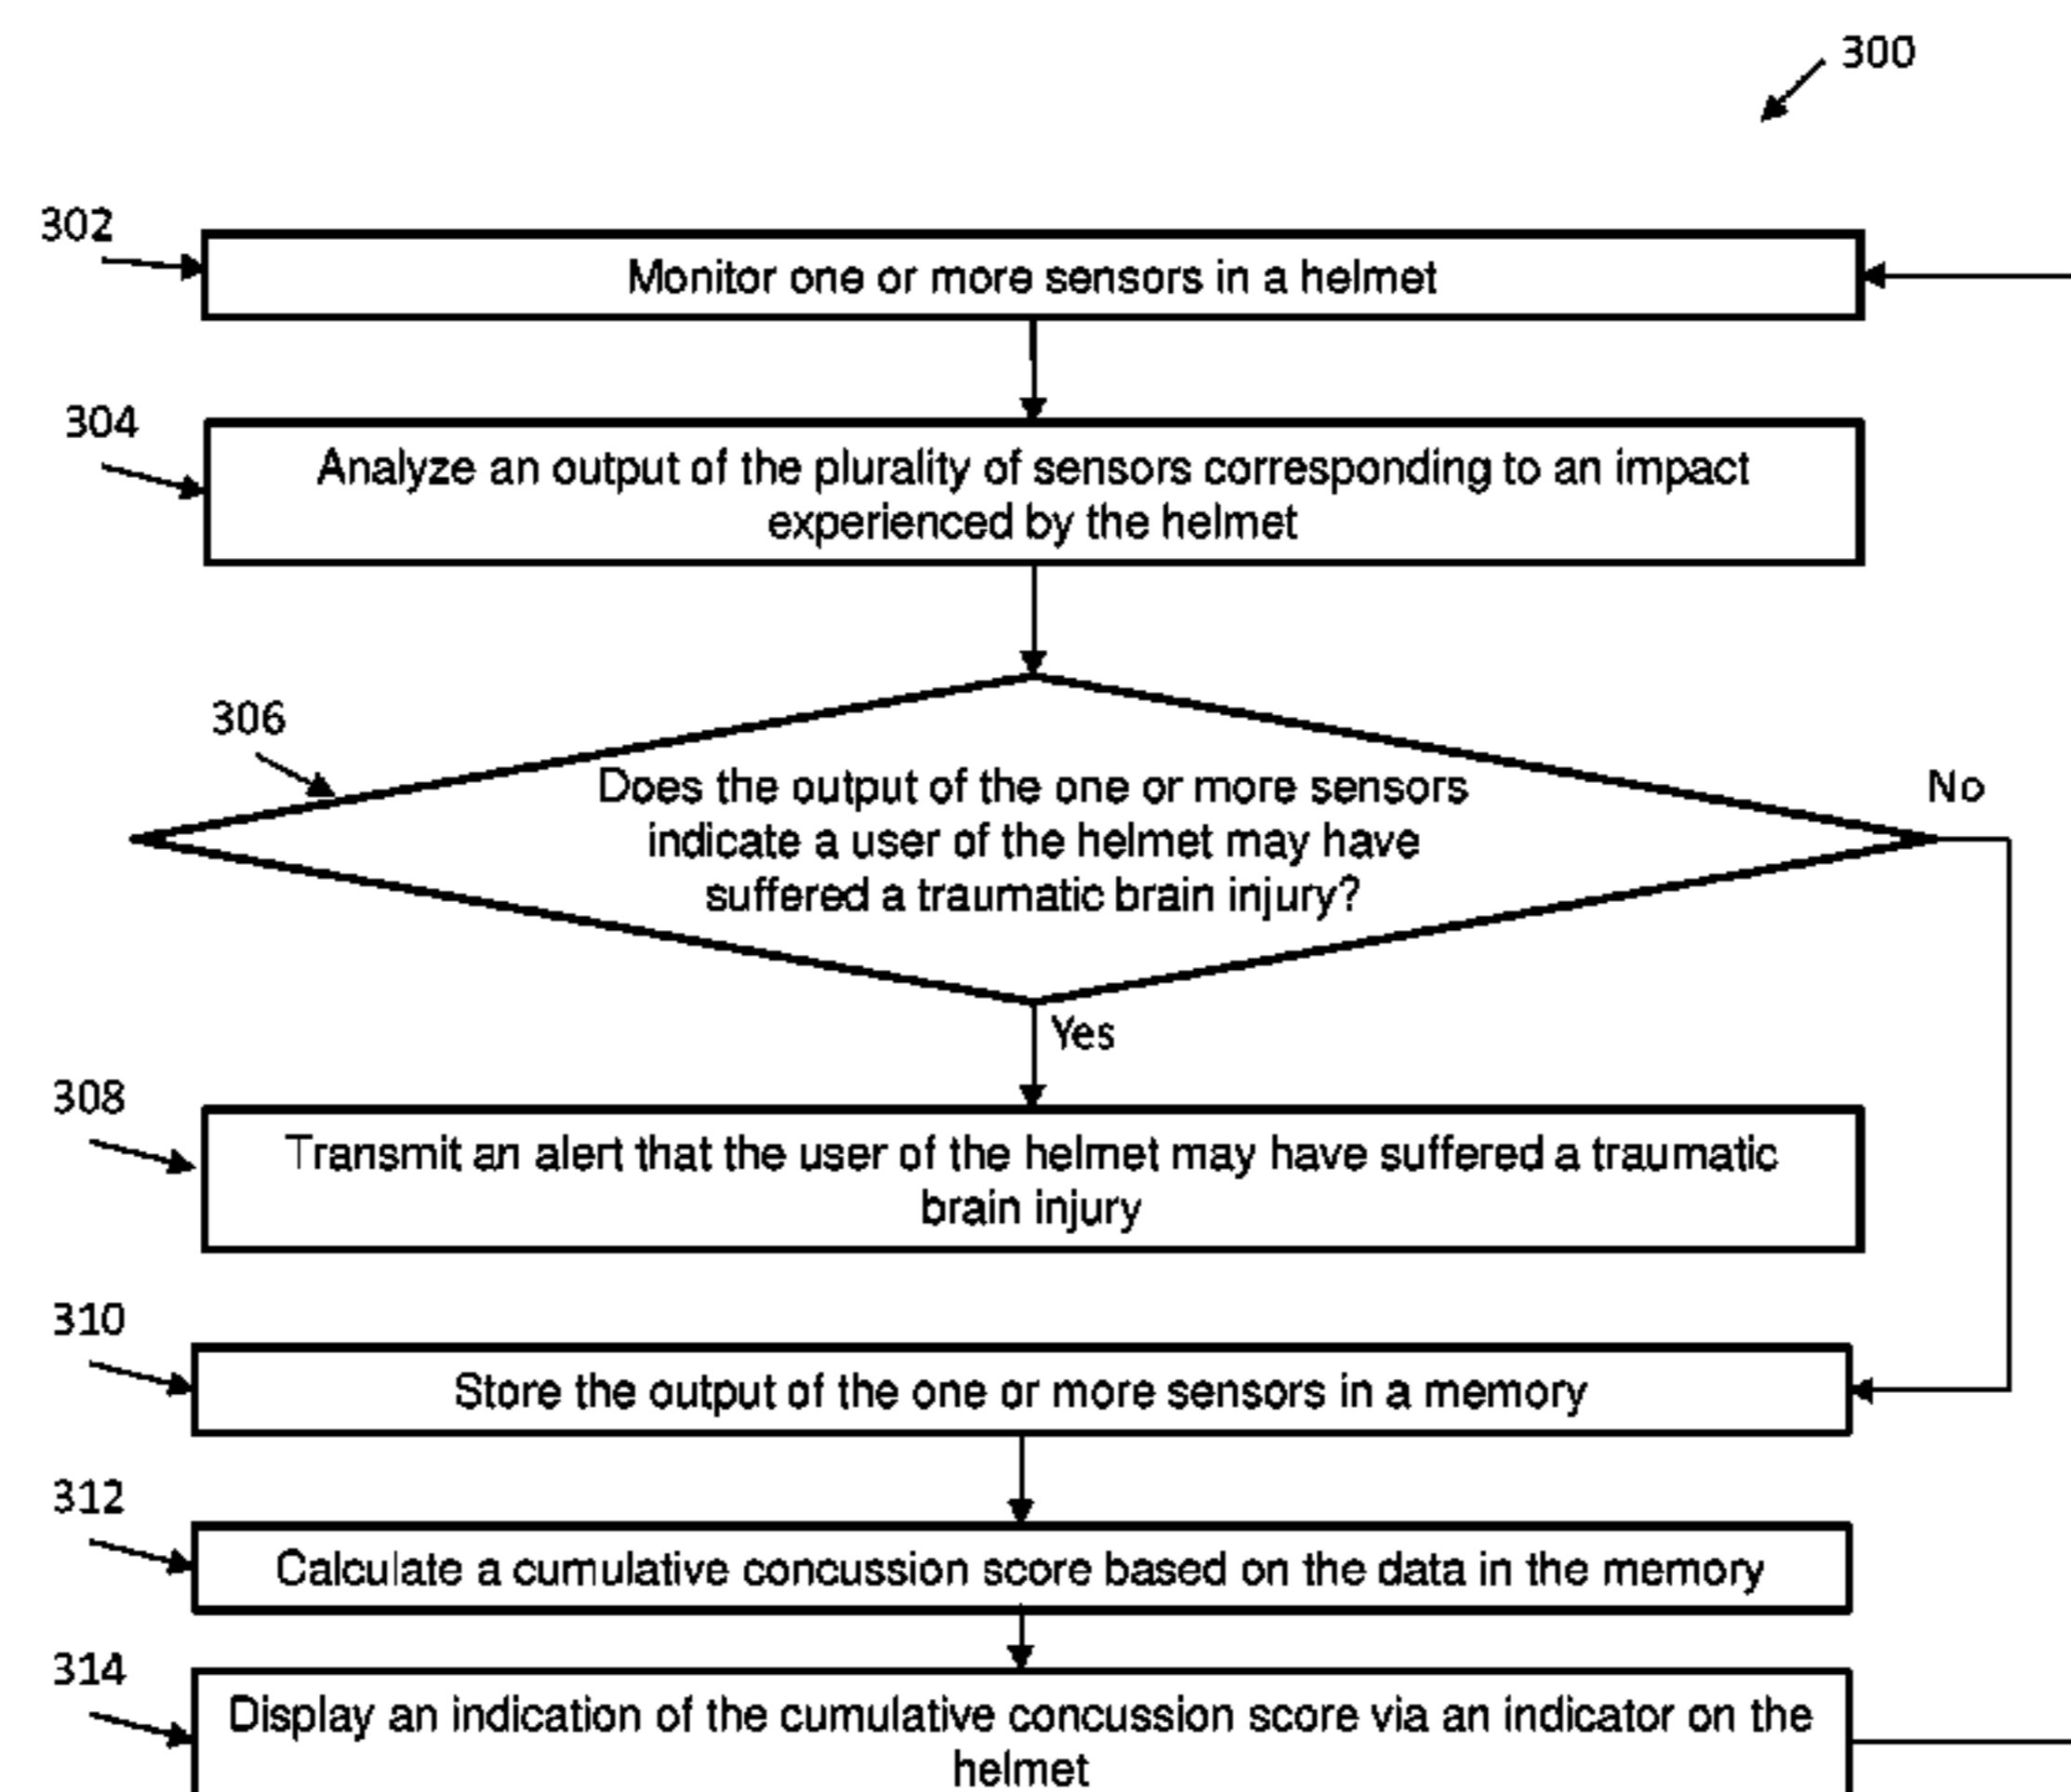 300
302
Monitor one or more sensors in a helmet
304
Analyze an output of the plurality of sensors corresponding to an impact
experienced by the helmet
306
Does the output of the one or more sensors
indicate a user of the helmet may have
suffered a traumatic brain injury?
No
Yes
308
Transmit an alert that the user of the helmet may have suffered a traumatic
brain injury
310
Store the output of the one or more sensors in a memory
312
Calculate a cumulative concussion score based on the data in the memory
314
Display an indication of the cumulative concussion score via an indicator on the
helmet